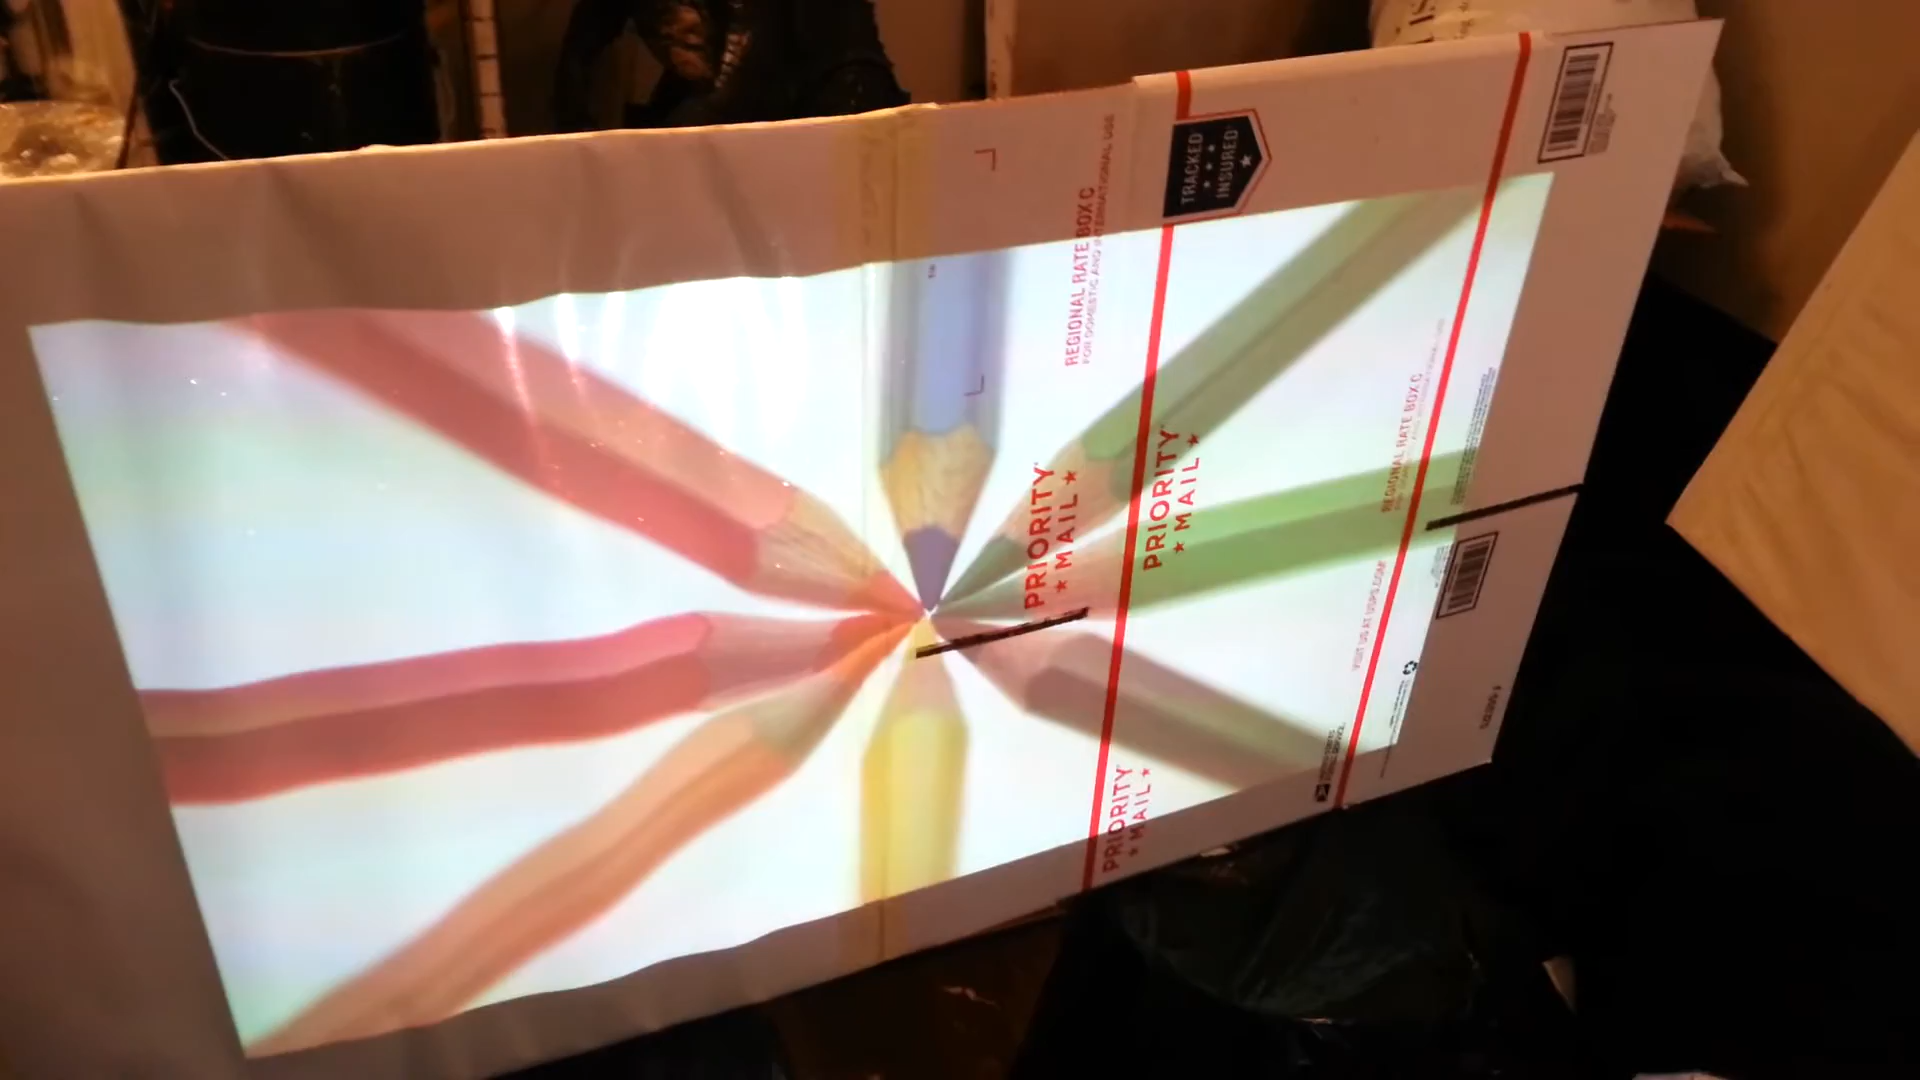 TRACKED
INSURED
REGIONAL RATE BOX C
FOR DOMESTIC AND INTERNATIONAL USE
PRIORITY
MAIL
PRIORITY
MAIL
PRIORITY
MAIL
REGIONAL RATE BOX C
VISIT US AT USPS.COM